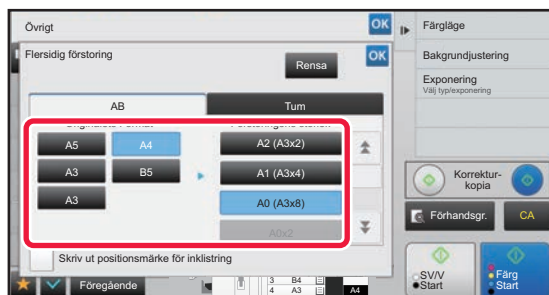 Övrigt
OK
Flersidig förstoring
Rensa
OK
AB
Tum
A5
A4
A3
B5
A3
A2 (A3x2)
A1 (A3x4)
A0 (A3x8)
A0x2
Skriv ut positionsmärke för inklistring
Föregående
3 B4
4 A3
A4
Färgläge
Bakgrundjustering
Exponering
Välj typ/exponering
Korrektur-
kopia
Förhandsgr.
CA
SV/V
Start
Färg
Start